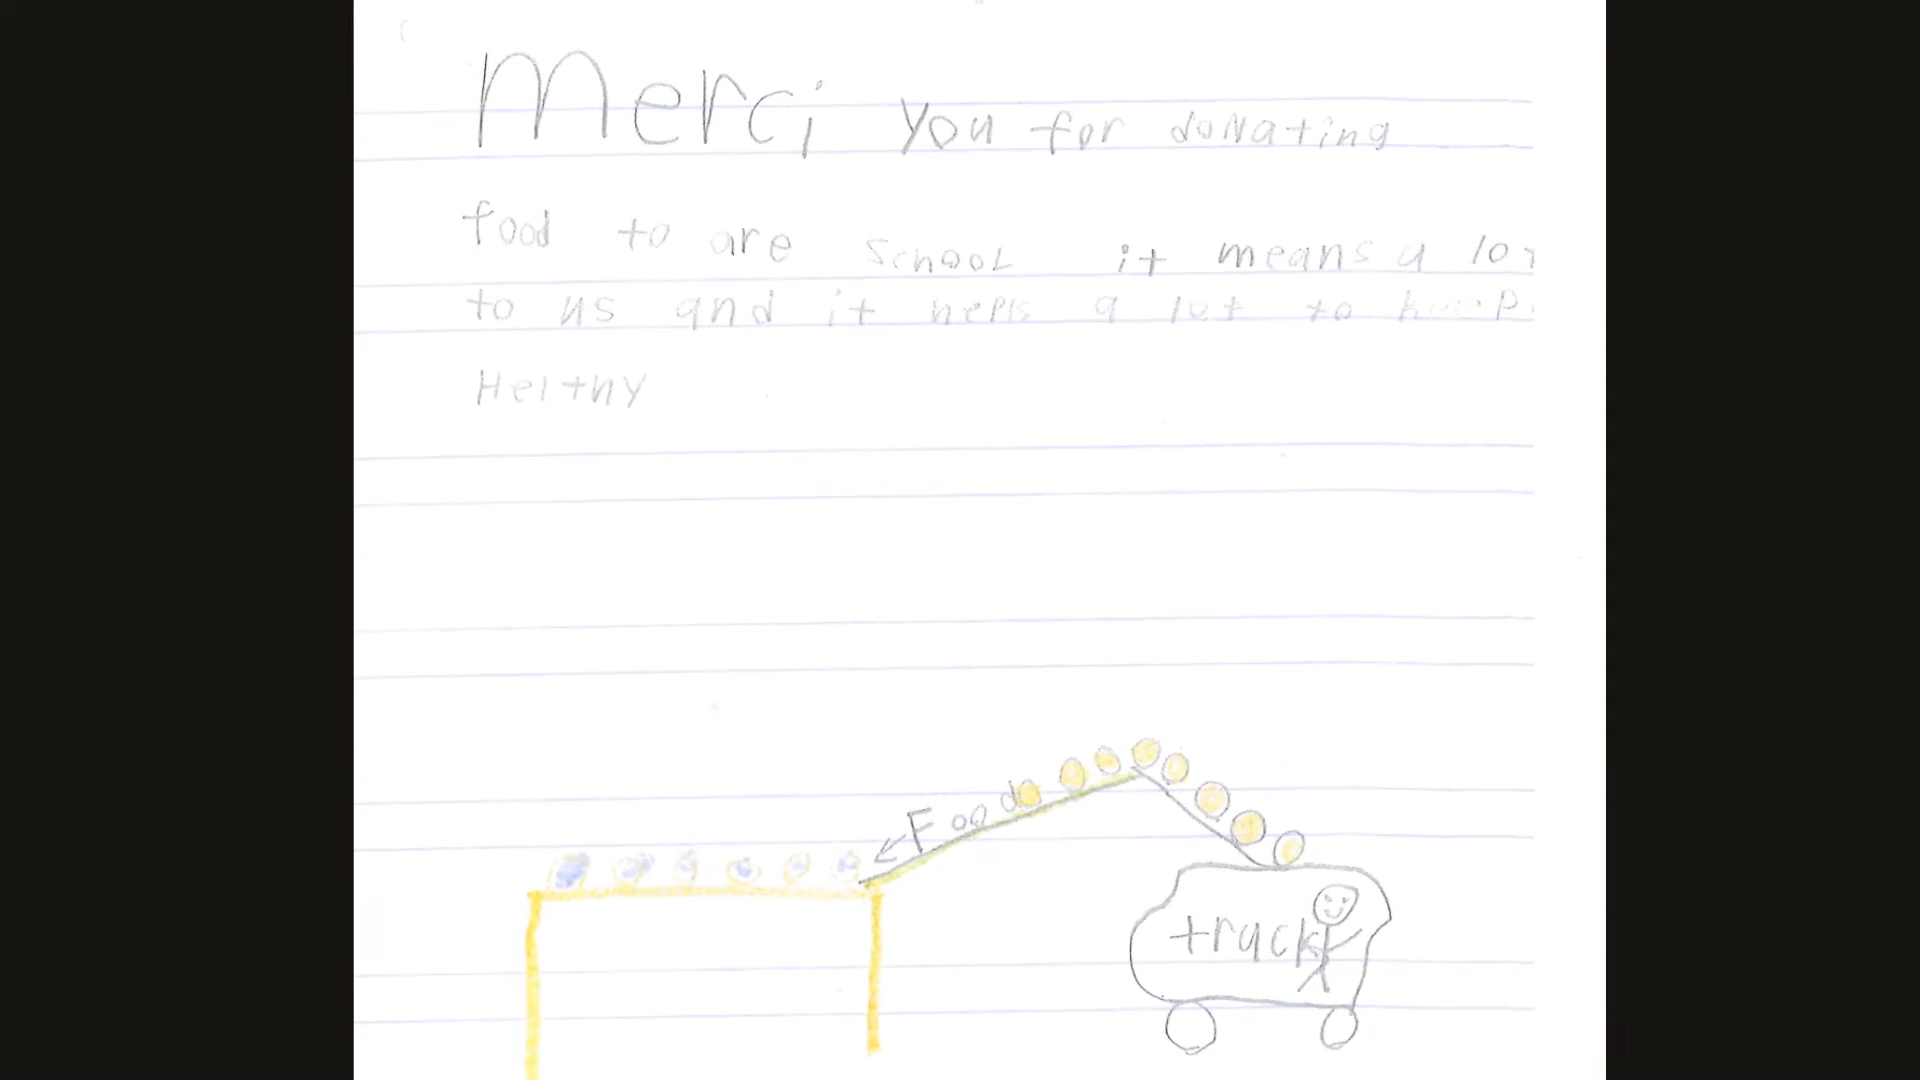 Merci you for donating
food to are school it means a lot
to us and it helps a lot to
Helthy
Food
truck